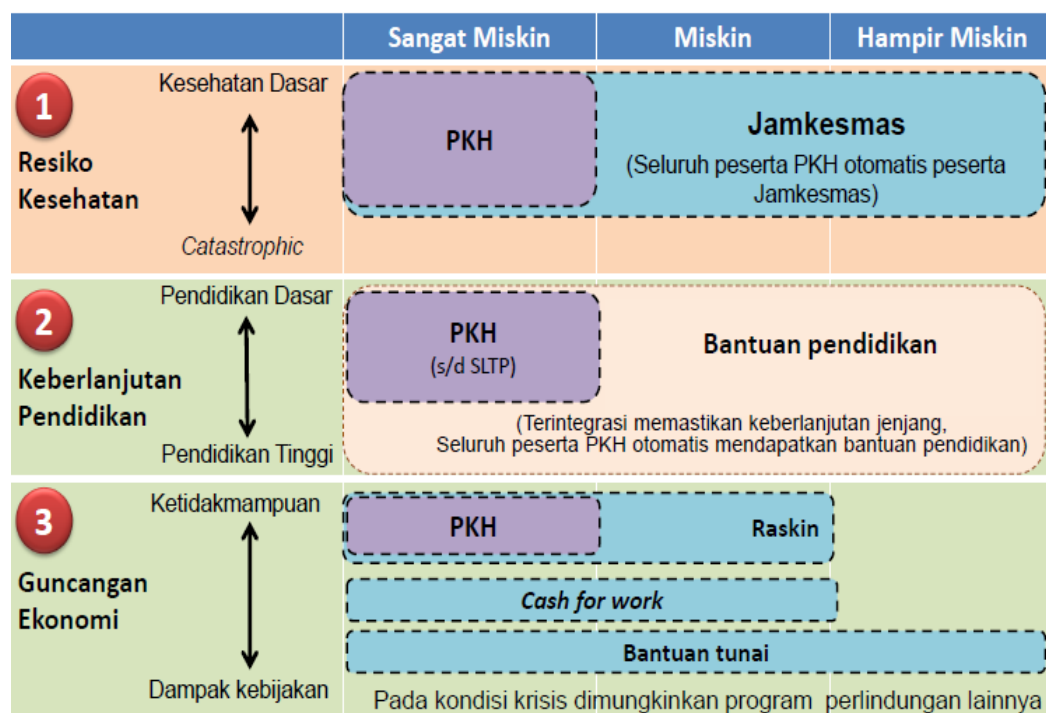 Sangat Miskin
Miskin
Hampir Miskin
1
Resiko
Kesehatan
Kesehatan Dasar
Catastrophic
PKH
Jamkesmas
(Seluruh peserta PKH otomatis peserta
Jamkesmas)
2
Keberlanjutan
Pendidikan
Pendidikan Dasar
Pendidikan Tinggi
PKH
(s/d SLTP)
Bantuan pendidikan
(Terintegrasi memastikan keberlanjutan jenjang,
Seluruh peserta PKH otomatis mendapatkan bantuan pendidikan)
3
Guncangan
Ekonomi
Ketidakmampuan
Dampak kebijakan
PKH
Raskin
Cash for work
Bantuan tunai
Pada kondisi krisis dimungkinkan program perlindungan lainnya